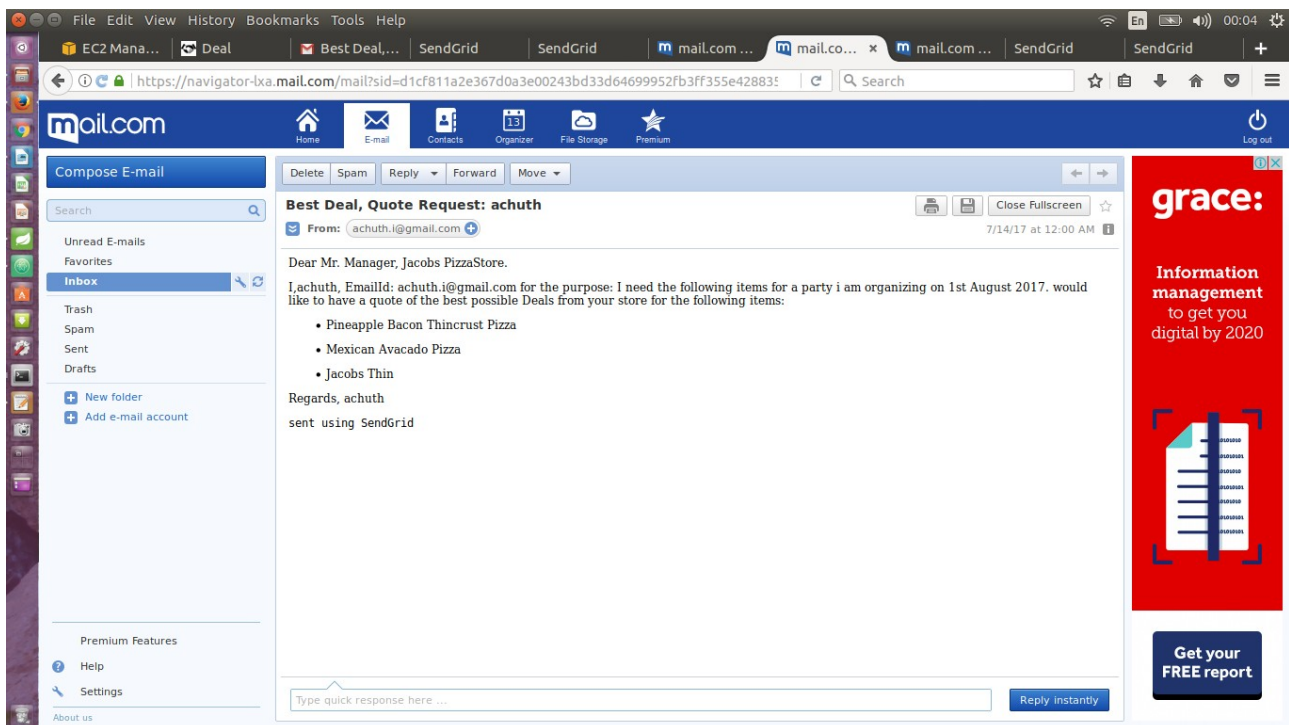 File Edit View History Bookmarks Tools Help En 00:04
EC2 Mana... Deal Best Deal,... SendGrid SendGrid mail.com ... mail.co... × mail.com ... SendGrid SendGrid +
https://navigator-lxa.mail.com/mail?sid=d1cf811a2e367d0a3e00243bd33d64699952fb3ff355e428835 Search
mail.com
Home E-mail Contacts 13 Organizer File Storage Premium Log out
Compose E-mail
Search
Unread E-mails
Favorites
Inbox
Trash
Spam
Sent
Drafts
New folder
Add e-mail account
Premium Features
Help
Settings
About us
Delete Spam Reply Forward Move
Best Deal, Quote Request: achuth Close Fullscreen
From: achuth.i@gmail.com 7/14/17 at 12:00 AM
Dear Mr. Manager, Jacobs PizzaStore.
I,achuth, EmailId: achuth.i@gmail.com for the purpose: I need the following items for a party i am organizing on 1st August 2017. would
like to have a quote of the best possible Deals from your store for the following items:
• Pineapple Bacon Thincrust Pizza
• Mexican Avacado Pizza
• Jacobs Thin
Regards, achuth
sent using SendGrid
Type quick response here ... Reply instantly
grace:
Information
management
to get you
digital by 2020
Get your
FREE report